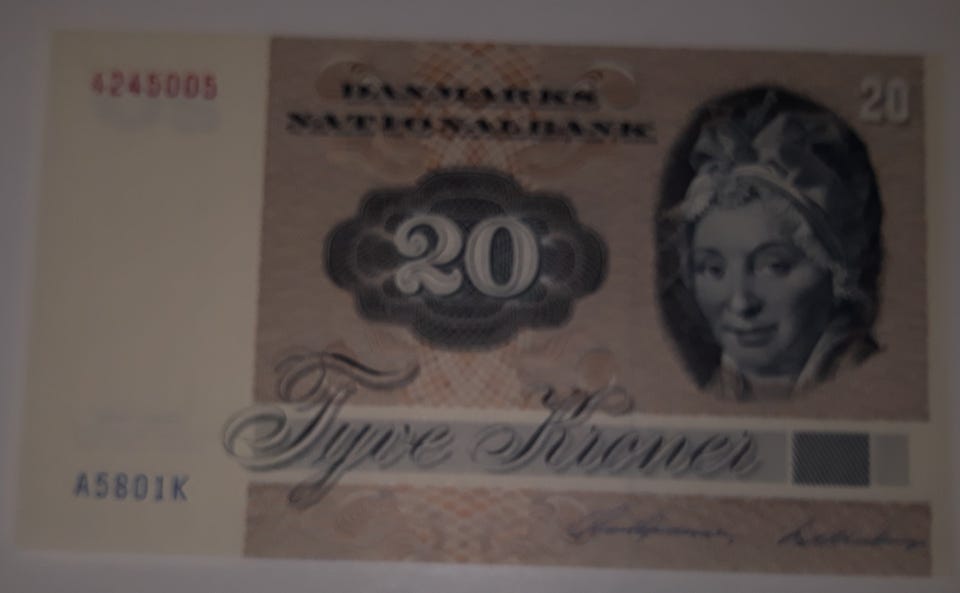 4245005
DANMARKS
NATIONALBANK
20
20
Tyve Kroner
A5801K